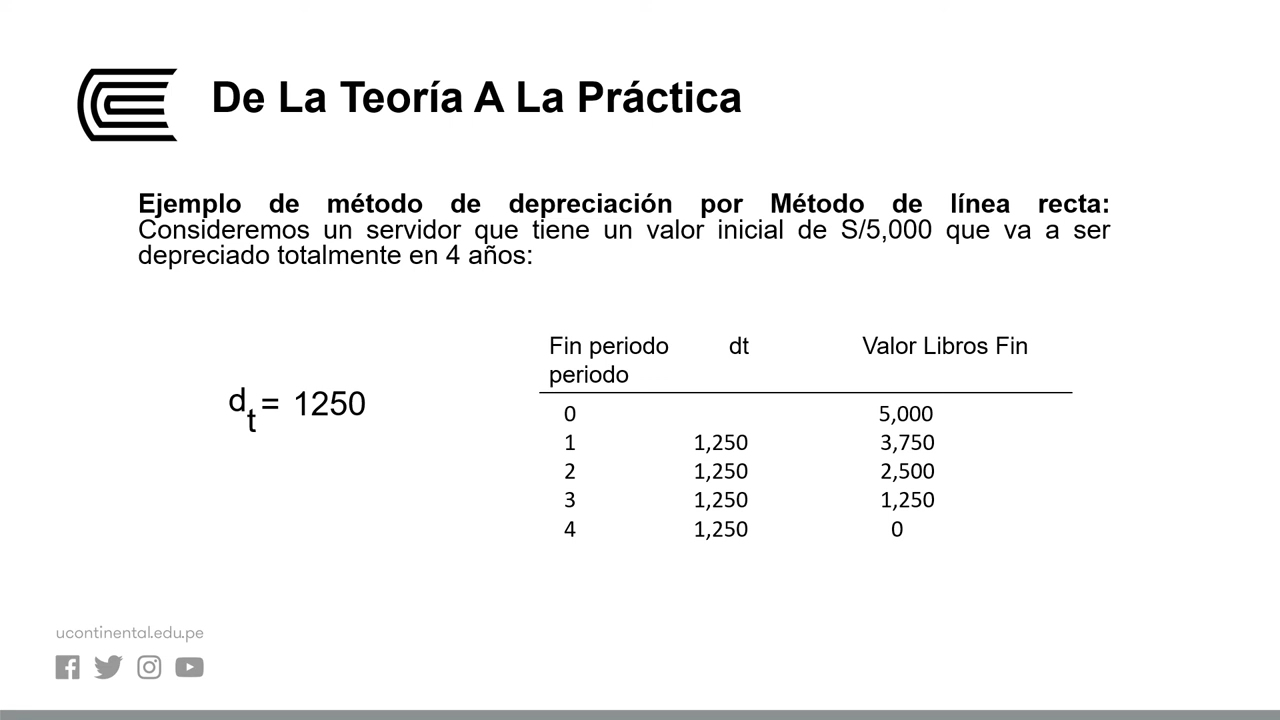 De La Teoría A La Práctica
Ejemplo de método de depreciación por Método de línea recta:
Consideremos un servidor que tiene un valor inicial de S/5,000 que va a ser
depreciado totalmente en 4 años:
dt = 1250
Fin periodo dt Valor Libros Fin
periodo
0 5,000
1 1,250 3,750
2 1,250 2,500
3 1,250 1,250
4 1,250 0
ucontinental.edu.pe